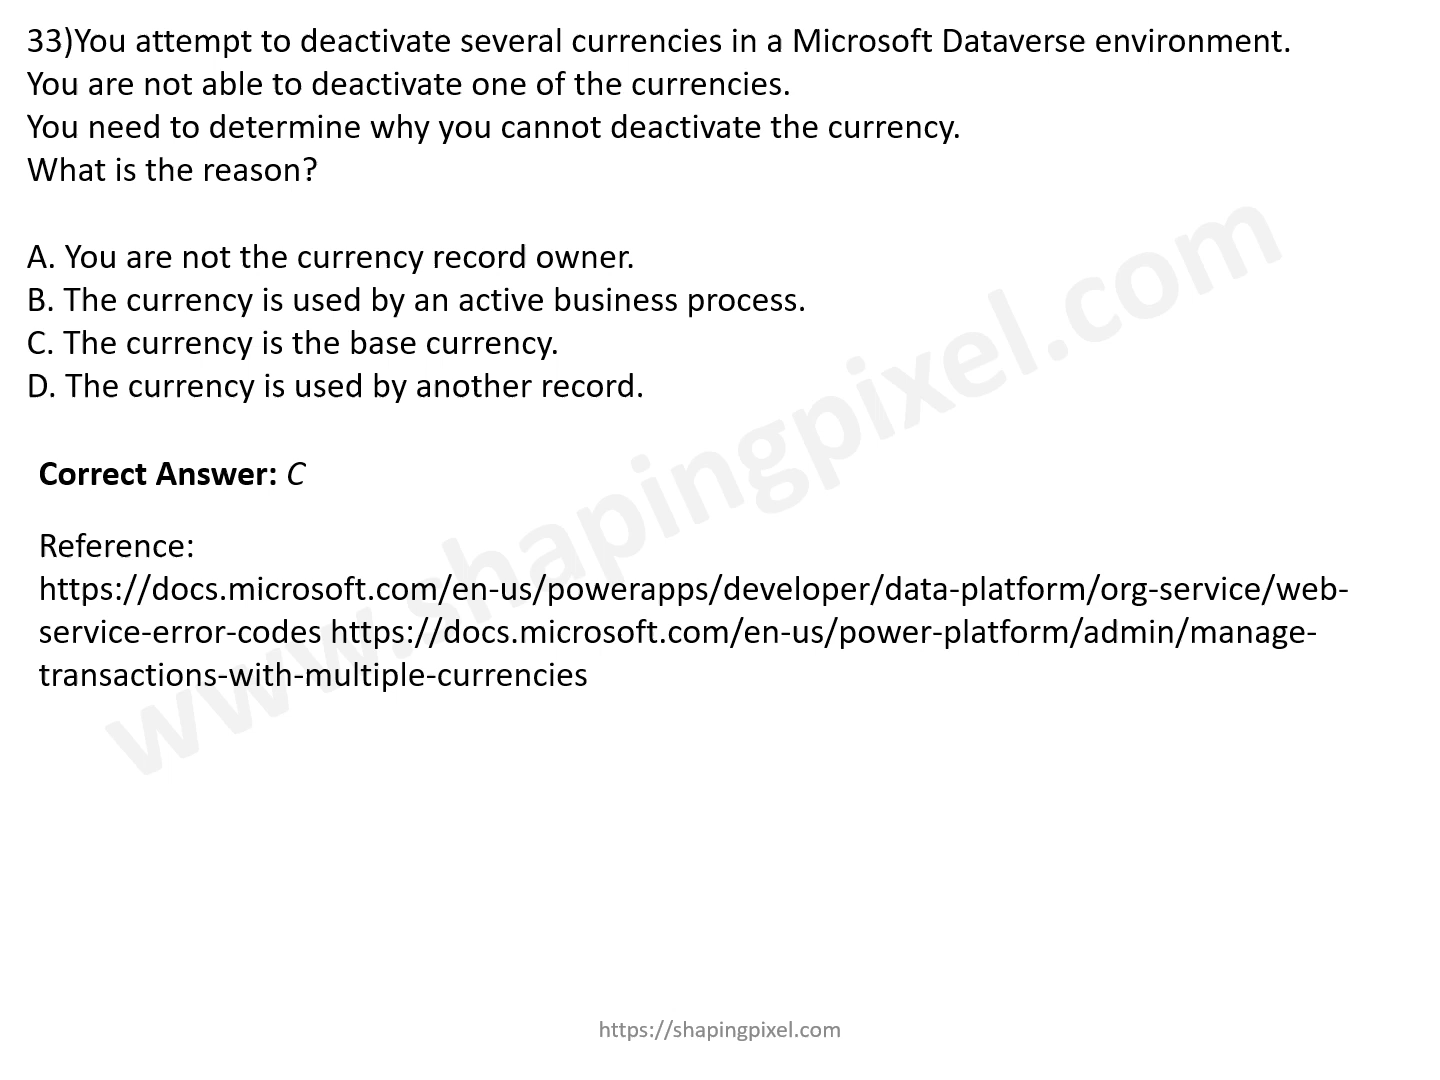 33)You attempt to deactivate several currencies in a Microsoft Dataverse environment.
You are not able to deactivate one of the currencies.
You need to determine why you cannot deactivate the currency.
What is the reason?
A. You are not the currency record owner.
B. The currency is used by an active business process.
C. The currency is the base currency.
D. The currency is used by another record.
Correct Answer: C
Reference:
https://docs.microsoft.com/en-us/powerapps/developer/data-platform/org-service/web-
service-error-codes https://docs.microsoft.com/en-us/power-platform/admin/manage-
transactions-with-multiple-currencies
www.shapingpixel.com
https://shapingpixel.com